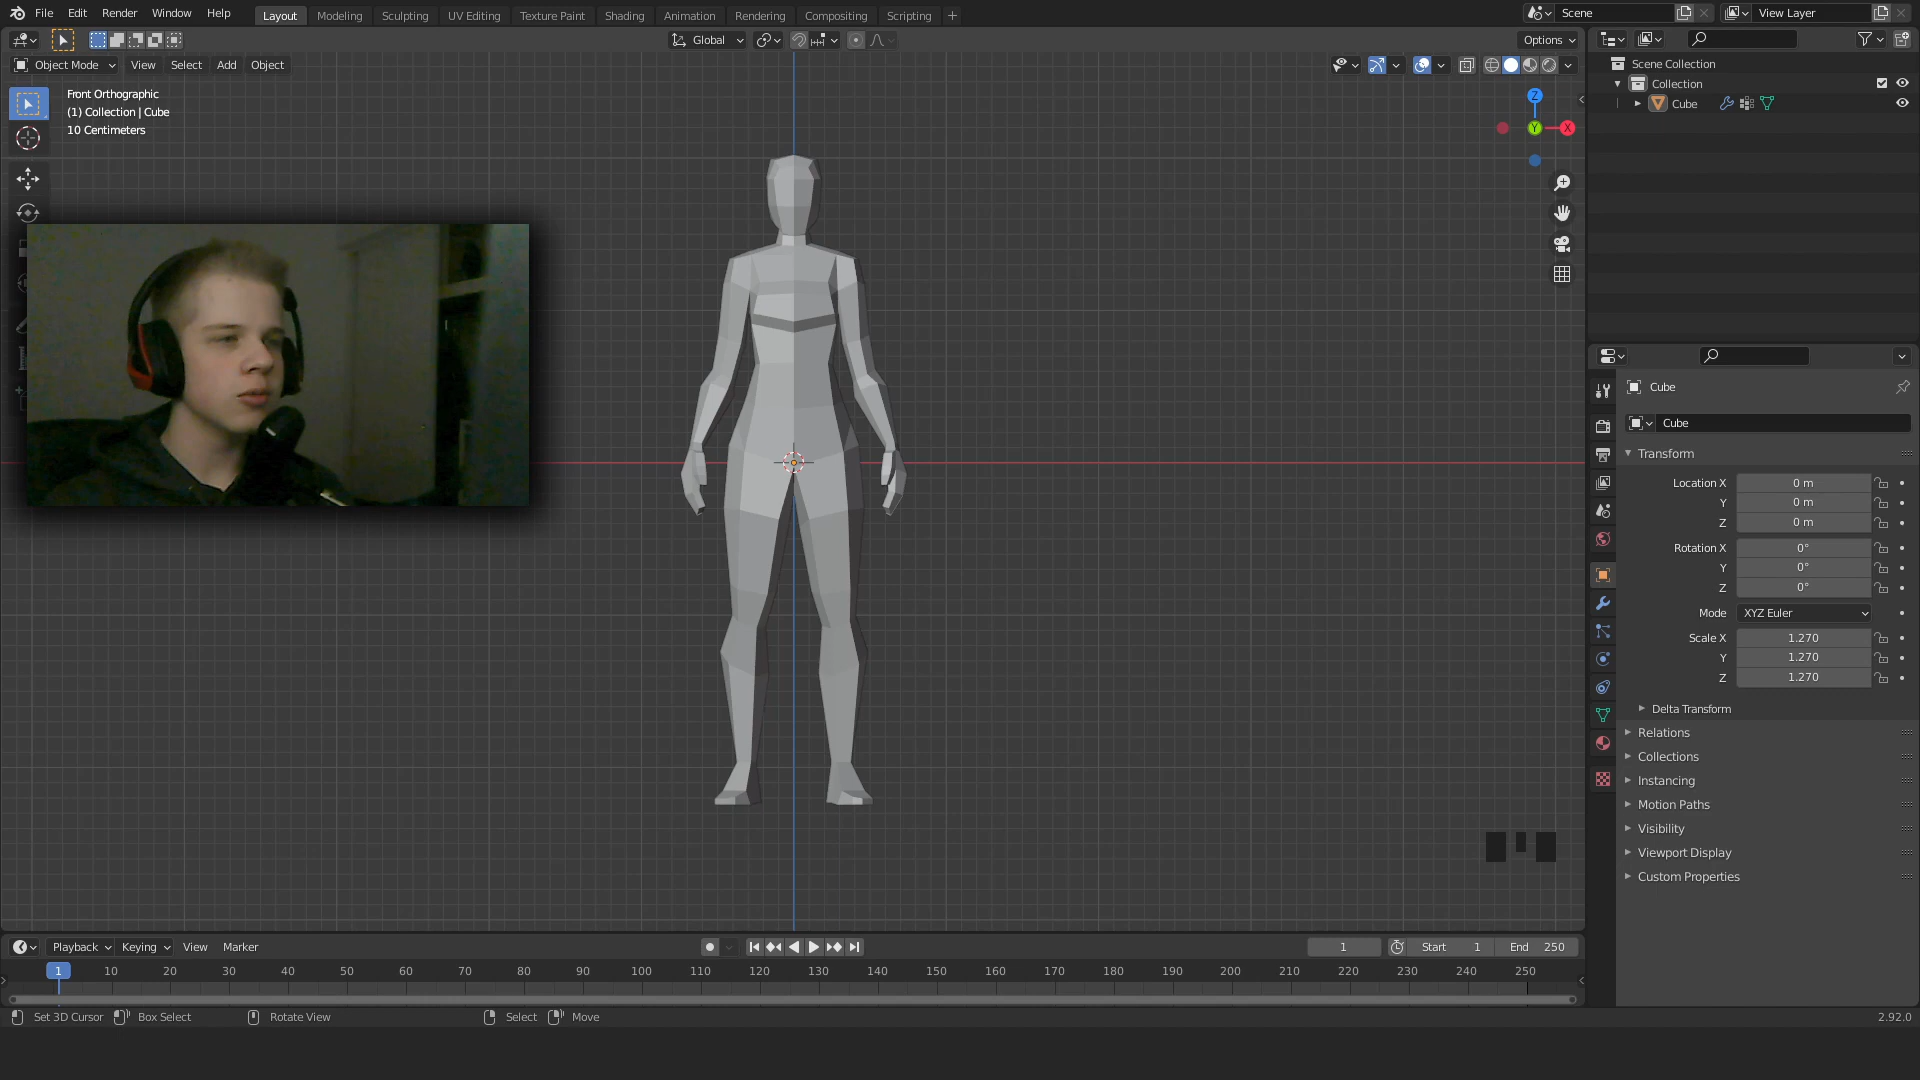 File Edit Render Window Help
Layout Modeling Sculpting UV Editing Texture Paint Shading Animation Rendering Compositing Scripting +
Scene
View Layer
Global
Options
Object Mode View Select Add Object
Front Orthographic
(1) Collection | Cube
10 Centimeters
Z
Y
X
Scene Collection
Collection
Cube
Cube
Cube
Transform
Location X 0 m
Y 0 m
Z 0 m
Rotation X 0°
Y 0°
Z 0°
Mode XYZ Euler
Scale X 1.270
Y 1.270
Z 1.270
Delta Transform
Relations
Collections
Instancing
Motion Paths
Visibility
Viewport Display
Custom Properties
Playback Keying View Marker
1 Start 1 End 250
1 10 20 30 40 50 60 70 80 90 100 110 120 130 140 150 160 170 180 190 200 210 220 230 240 250
Set 3D Cursor Box Select Rotate View Select Move
2.92.0